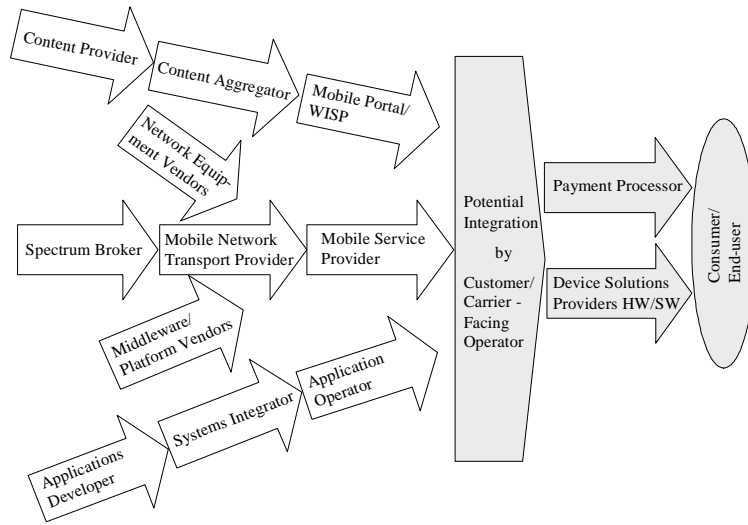 Content Provider
Content Aggregator
Mobile Portal/
WISP
Network Equip-
ment Vendors
Spectrum Broker
Mobile Network
Transport Provider
Mobile Service
Provider
Middleware/
Platform Vendors
Applications
Developer
Systems Integrator
Application
Operator
Potential
Integration
by
Customer/
Carrier -
Facing
Operator
Payment Processor
Device Solutions
Providers HW/SW
Consumer/
End-user